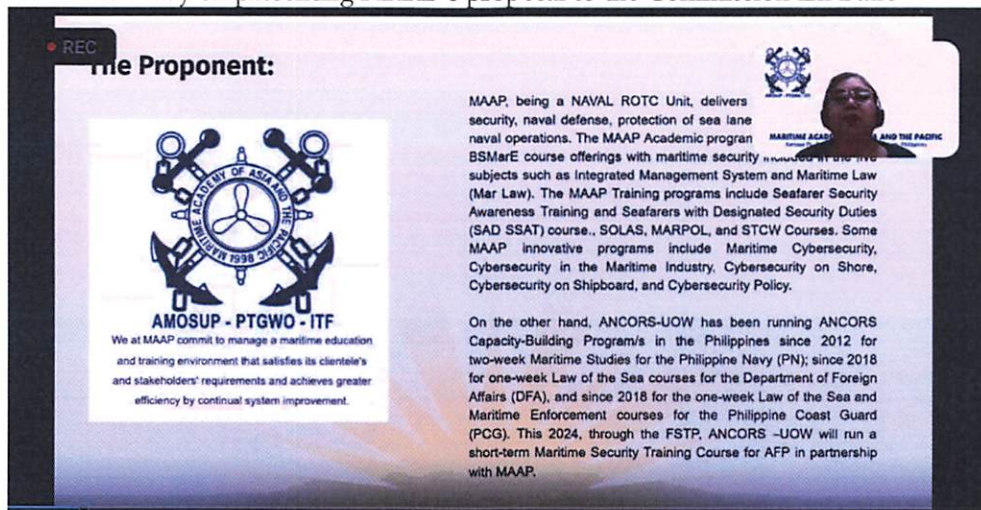 REC
The Proponent:
MAAP, being a NAVAL ROTC Unit, delivers
security, naval defense, protection of sea lane
naval operations. The MAAP Academic program
BSMarE course offerings with maritime security included in the five
subjects such as Integrated Management System and Maritime Law
(Mar Law). The MAAP Training programs include Seafarer Security
Awareness Training and Seafarers with Designated Security Duties
(SAD SSAT) course., SOLAS, MARPOL, and STCW Courses. Some
MAAP innovative programs include Maritime Cybersecurity,
Cybersecurity in the Maritime Industry, Cybersecurity on Shore,
Cybersecurity on Shipboard, and Cybersecurity Policy.
On the other hand, ANCORS-UOW has been running ANCORS
Capacity-Building Program/s in the Philippines since 2012 for
two-week Maritime Studies for the Philippine Navy (PN); since 2018
for one-week Law of the Sea courses for the Department of Foreign
Affairs (DFA), and since 2018 for the one-week Law of the Sea and
Maritime Enforcement courses for the Philippine Coast Guard
(PCG). This 2024, through the FSTP, ANCORS –UOW will run a
short-term Maritime Security Training Course for AFP in partnership
with MAAP.
MARITIME ACADEMY OF ASIA AND THE PACIFIC
1998
AMOSUP - PTGWO - ITF
We at MAAP commit to manage a maritime education
and training environment that satisfies its clientele's
and stakeholders' requirements and achieves greater
efficiency by continual system improvement.
AMOSUP - PTGWO - ITF
MARITIME ACAD AND THE PACIFIC